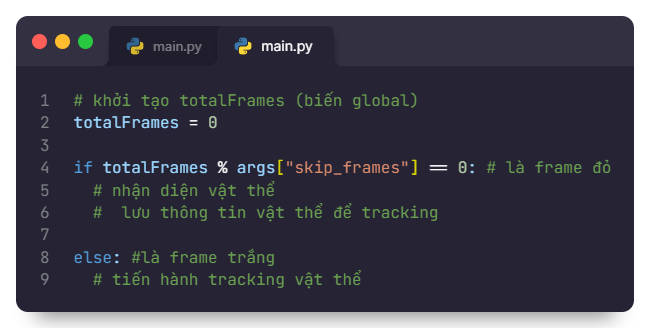 main.py main.py
1 # khởi tạo totalFrames (biến global)
2 totalFrames = 0
3
4 if totalFrames % args["skip_frames"] == 0: # là frame đỏ
5   # nhận diện vật thể
6   #  lưu thông tin vật thể để tracking
7
8 else: #là frame trắng
9   # tiến hành tracking vật thể